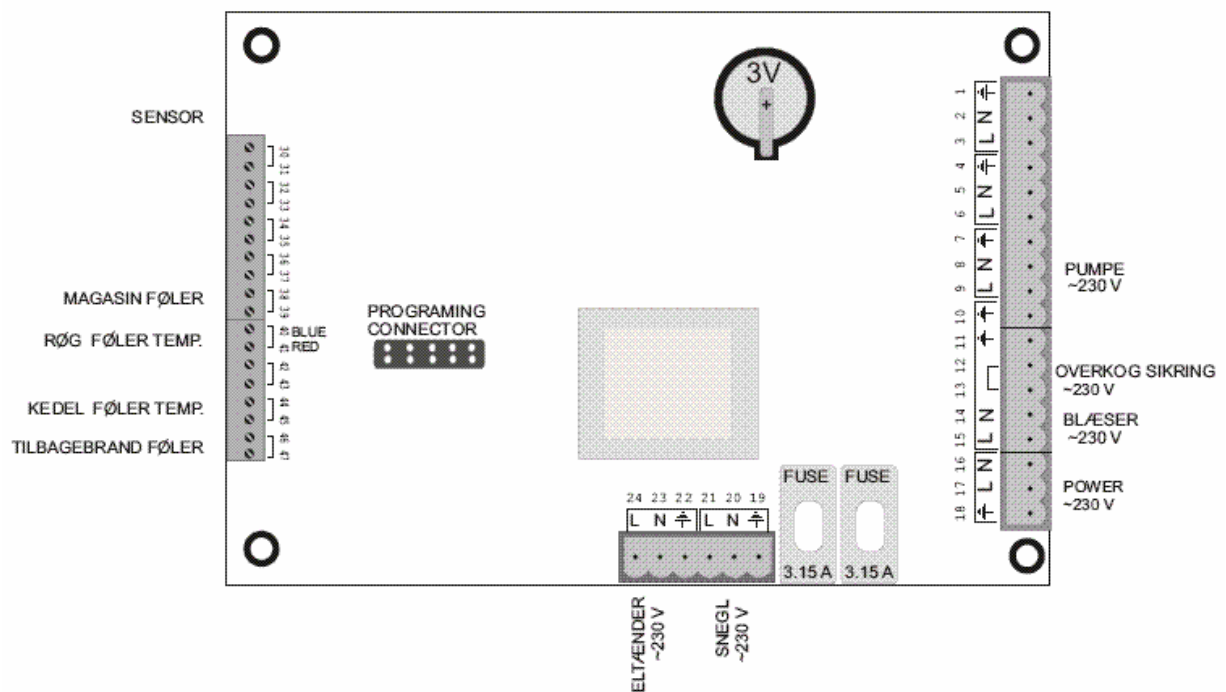 SENSOR
MAGASIN FØLER
RØG FØLER TEMP.
KEDEL FØLER TEMP.
TILBAGEBRAND FØLER
30
31
32
33
34
35
36
37
38
39
40 BLUE
41 RED
42
43
44
45
46
47
PROGRAMING
CONNECTOR
3V
1
2 N
3 L
4
5 N
6 L
7
8 N
9 L
10
11
12
13
14 N
15 L
16 N
17 L
18
PUMPE
~230 V
OVERKOG SIKRING
~230 V
BLÆSER
~230 V
POWER
~230 V
FUSE
3.15 A
FUSE
3.15 A
24 23 22 21 20 19
L N L N
ELTÆNDER
~230 V
SNEGL
~230 V